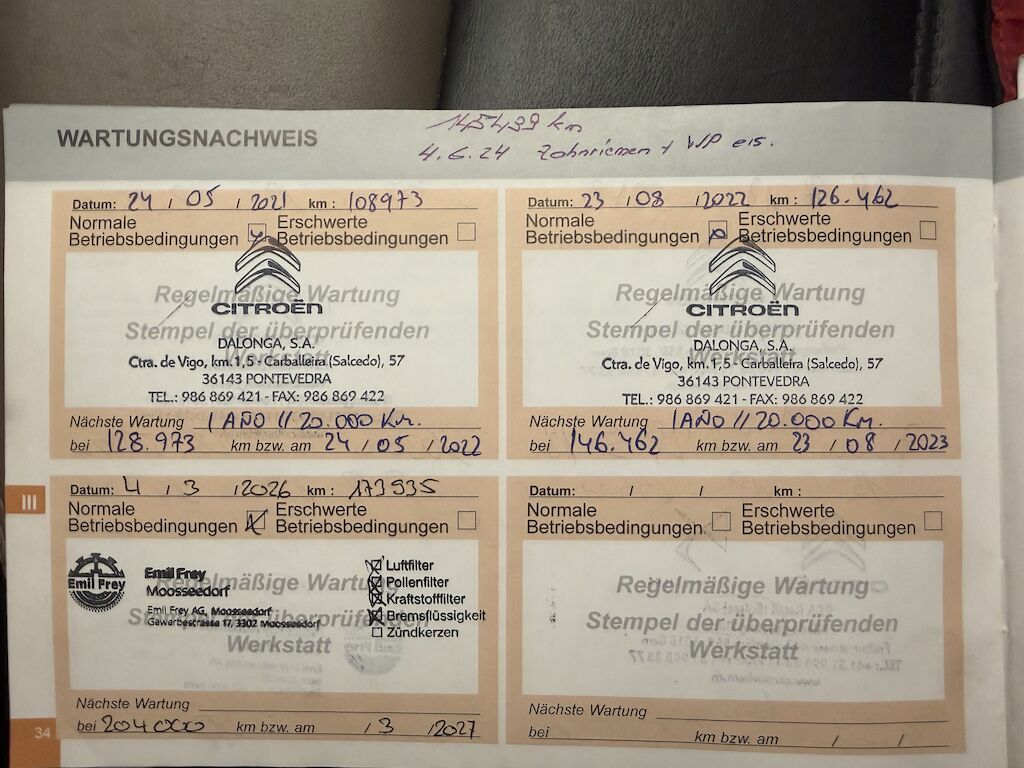 WARTUNGSNACHWEIS
145499 km
4.6.24 Zahnriemen + WP ers.
Datum: 24 / 05 / 2021 km : 108973
Normale Betriebsbedingungen
Erschwerte Betriebsbedingungen
Regelmäßige Wartung
CITROËN
Stempel der überprüfenden
Werkstatt
DALONGA, S.A.
Ctra. de Vigo, km. 1,5 - Carballeira (Salcedo), 57
36143 PONTEVEDRA
TEL.: 986 869 421 - FAX: 986 869 422
Nächste Wartung 1 AÑO // 20.000 Km.
bei 128.973 km bzw. am 24 / 05 / 2022
Datum: 23 / 08 / 2022 km : 126.462
Normale Betriebsbedingungen
Erschwerte Betriebsbedingungen
Regelmäßige Wartung
CITROËN
Stempel der überprüfenden
Werkstatt
DALONGA, S.A.
Ctra. de Vigo, km. 1,5 - Carballeira (Salcedo), 57
36143 PONTEVEDRA
TEL.: 986 869 421 - FAX: 986 869 422
Nächste Wartung 1 AÑO // 20.000 Km.
bei 146.462 km bzw. am 23 / 08 / 2023
III
Datum: 4 / 3 / 2026 km : 173935
Normale Betriebsbedingungen
Erschwerte Betriebsbedingungen
Emil Frey
Emil Frey
Moosseedorf
Emil Frey AG, Moosseedorf
Gewerbestrasse 17, 3302 Moosseedorf
Luftfilter
Pollenfilter
Kraftstofffilter
Bremsflüssigkeit
Zündkerzen
Regelmäßige Wartung
Stempel der überprüfenden
Werkstatt
Nächste Wartung
bei 204000 km bzw. am / 3 / 2027
Datum: / / km :
Normale Betriebsbedingungen
Erschwerte Betriebsbedingungen
Regelmäßige Wartung
Stempel der überprüfenden
Werkstatt
Nächste Wartung
bei km bzw. am / /
34